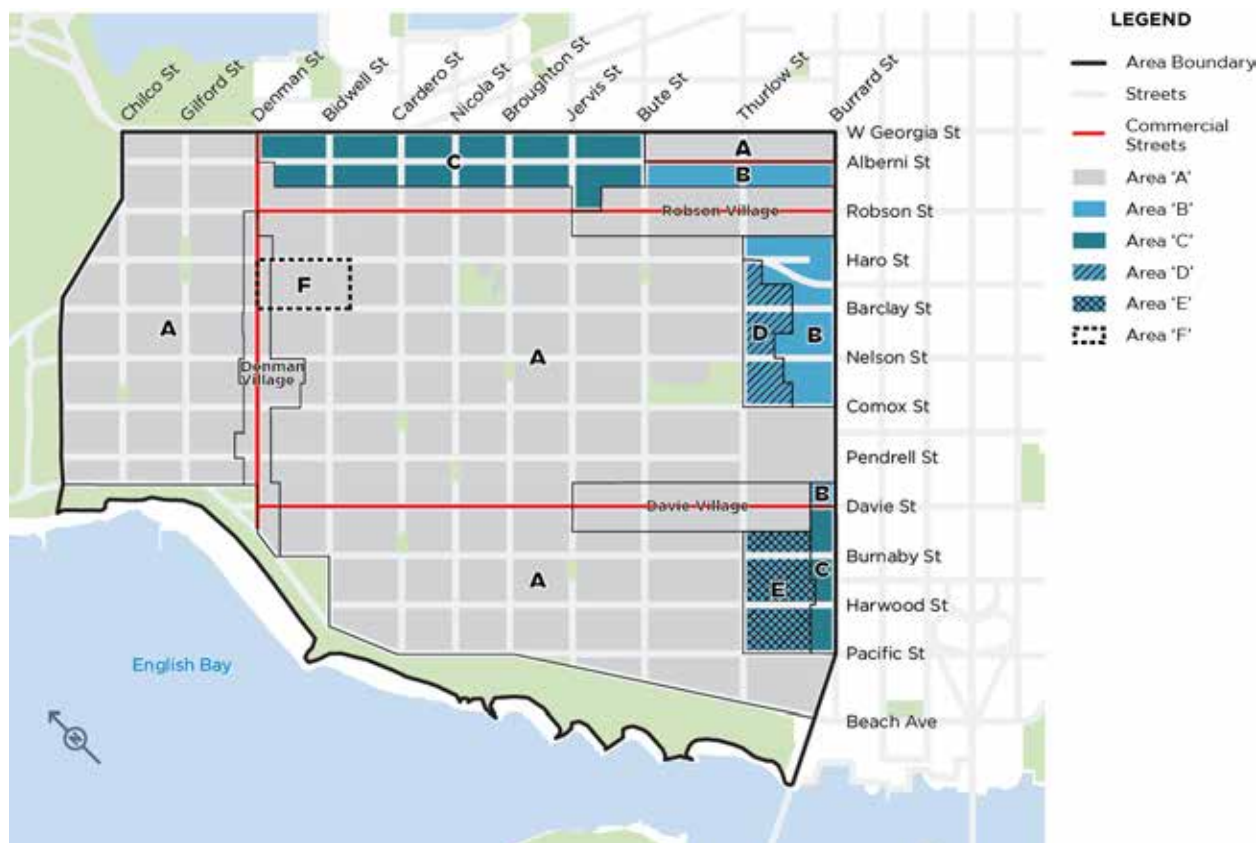 LEGEND
Area Boundary
Streets
Commercial
Streets
Area 'A'
Area 'B'
Area 'C'
Area 'D'
Area 'E'
Area 'F'
Chilco St
Gilford St
Denman St
Bidwell St
Cardero St
Nicola St
Broughton St
Jervis St
Bute St
Thurlow St
Burrard St
W Georgia St
Alberni St
Robson St
Haro St
Barclay St
Nelson St
Comox St
Pendrell St
Davie St
Burnaby St
Harwood St
Pacific St
Beach Ave
A
C
B
Robson Village
F
A
A
D
B
Denman
Village
B
Davie Village
A
E
C
English Bay
N